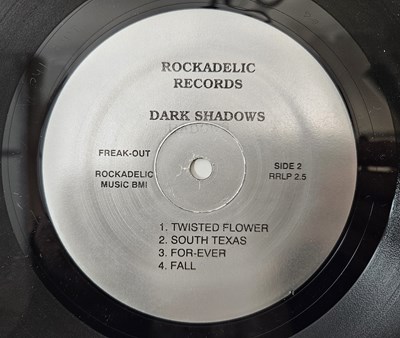 ROCKADELIC
RECORDS
DARK SHADOWS
FREAK-OUT
ROCKADELIC
MUSIC BMI
SIDE 2
RRLP 2.5
1. TWISTED FLOWER
2. SOUTH TEXAS
3. FOR-EVER
4. FALL